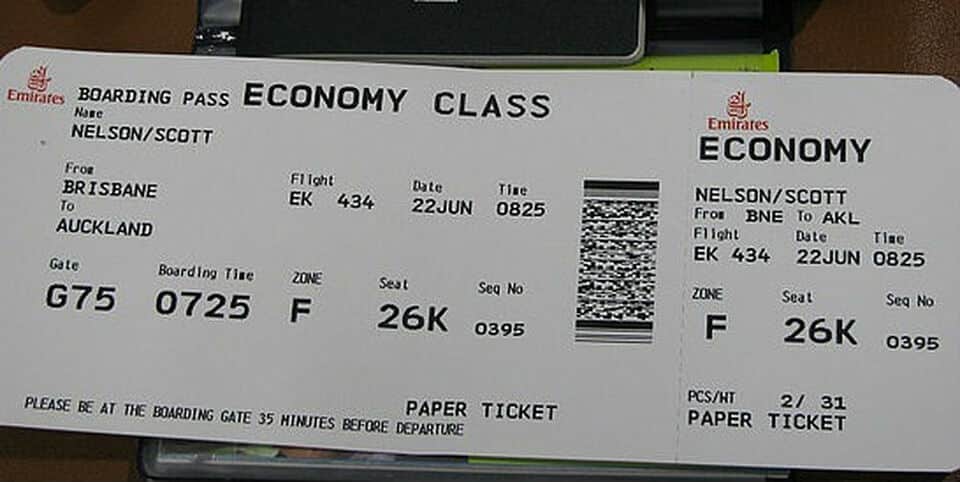 Emirates
BOARDING PASS ECONOMY CLASS
Name
NELSON/SCOTT
From
BRISBANE
To
AUCKLAND
Flight Date Time
EK 434 22JUN 0825
Gate Boarding Time ZONE Seat Seq No
G75 0725 F 26K 0395
PLEASE BE AT THE BOARDING GATE 35 MINUTES BEFORE DEPARTURE
PAPER TICKET
Emirates
ECONOMY
NELSON/SCOTT
From BNE To AKL
Flight Date Time
EK 434 22JUN 0825
ZONE Seat Seq No
F 26K 0395
PCS/WT 2/ 31
PAPER TICKET